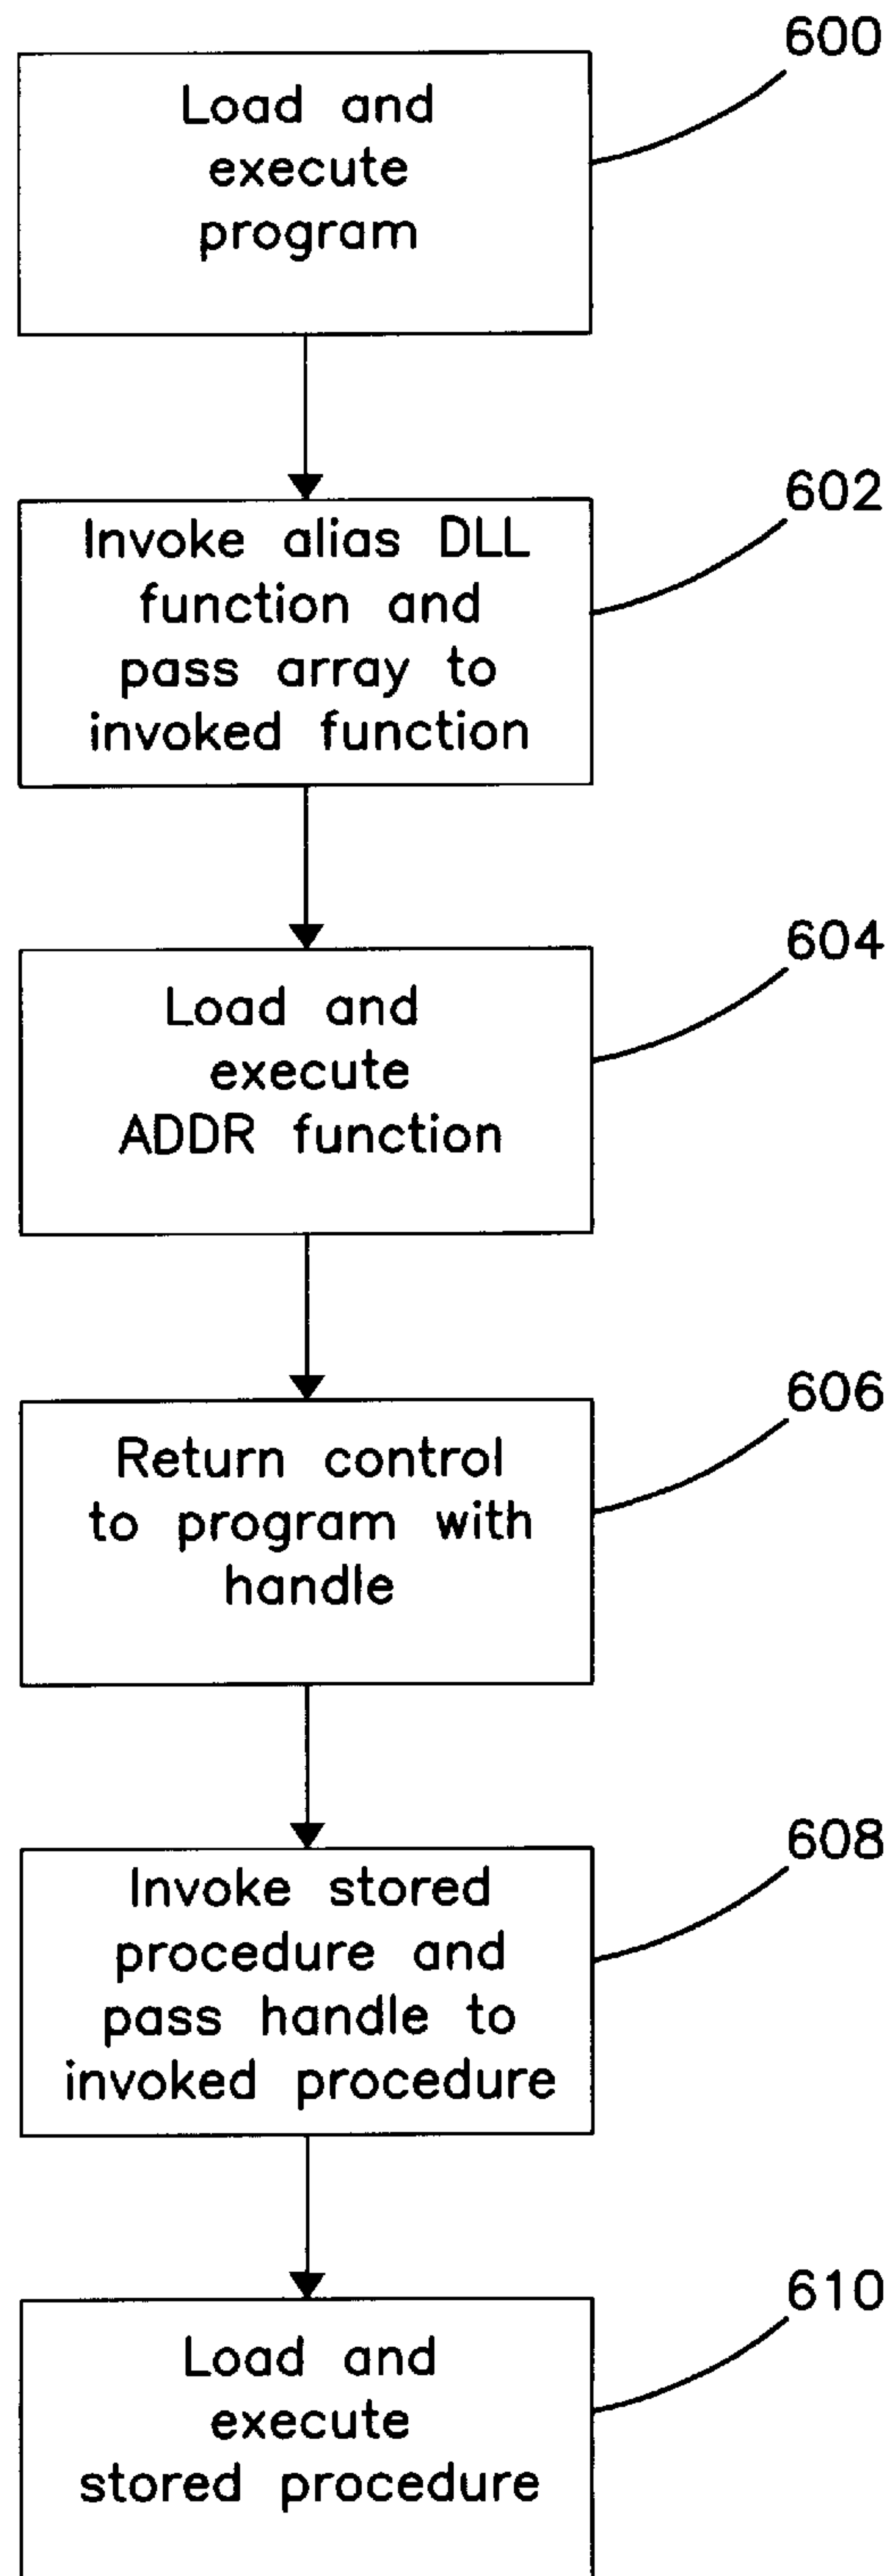 600
Load and
execute
program
602
Invoke alias DLL
function and
pass array to
invoked function
604
Load and
execute
ADDR function
606
Return control
to program with
handle
608
Invoke stored
procedure and
pass handle to
invoked procedure
610
Load and
execute
stored procedure